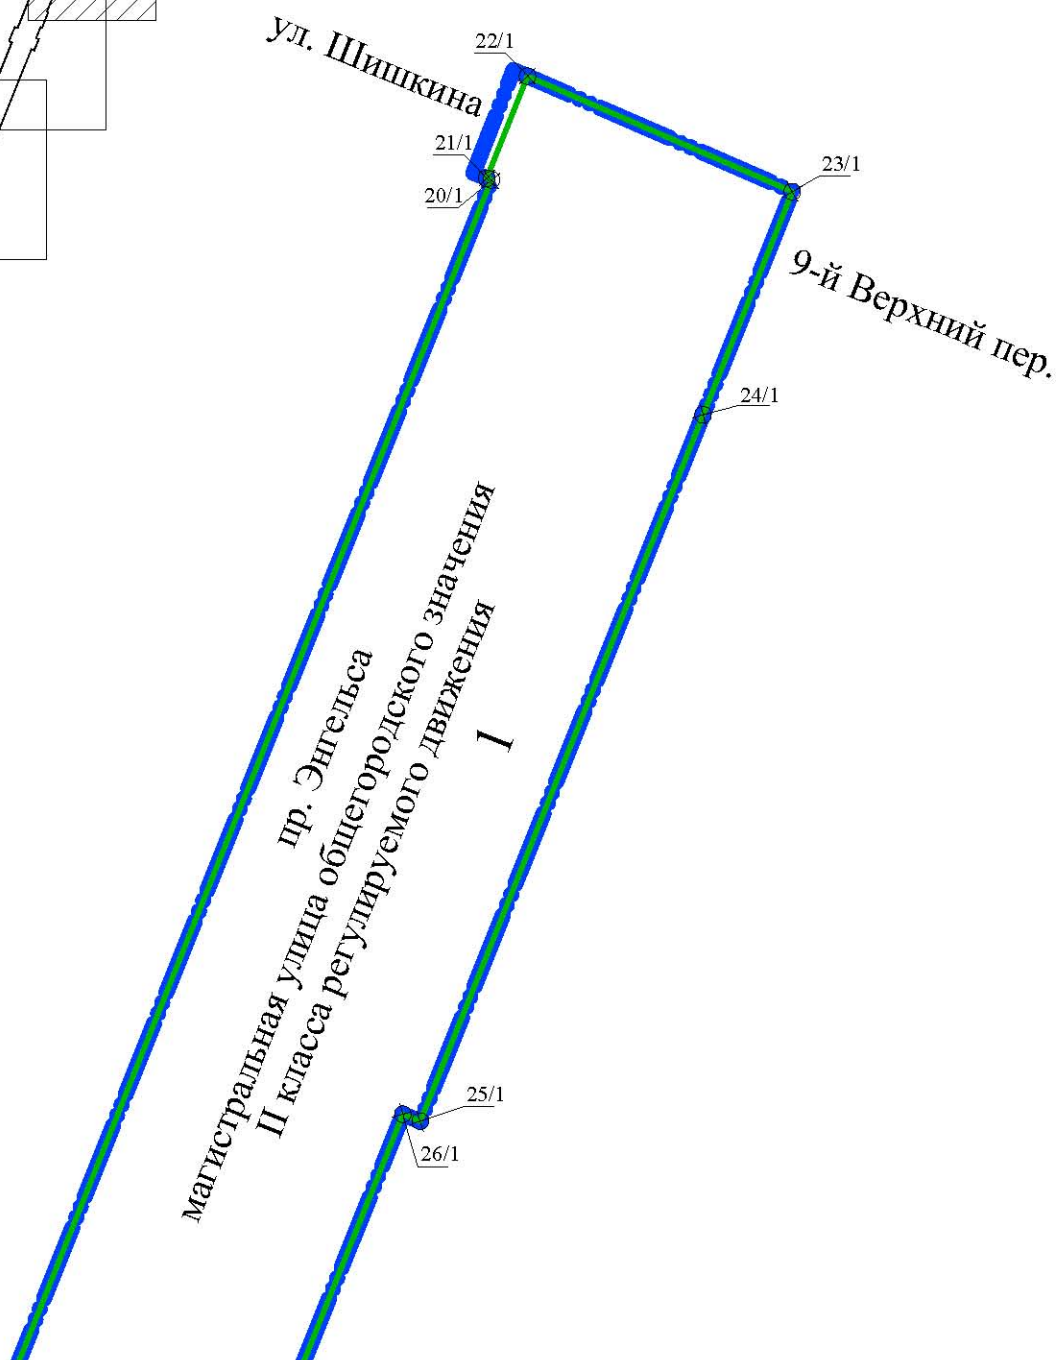 ул. Шишкина
22/1
21/1
20/1
23/1
9-й Верхний пер.
24/1
пр. Энгельса
магистральная улица общегородского значения
II класса регулируемого движения
1
25/1
26/1